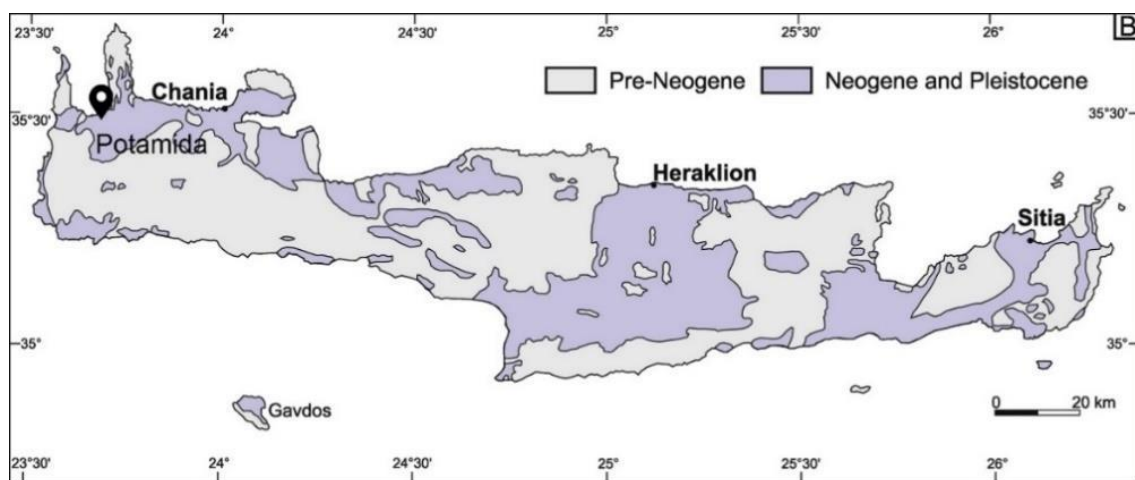 23°30' 24° 24°30' 25° 25°30' 26° B
Pre-Neogene Neogene and Pleistocene
Chania
35°30' 35°30'
Potamida
Heraklion
Sitia
35° 35°
Gavdos
0 20 km
23°30' 24° 24°30' 25° 25°30' 26°